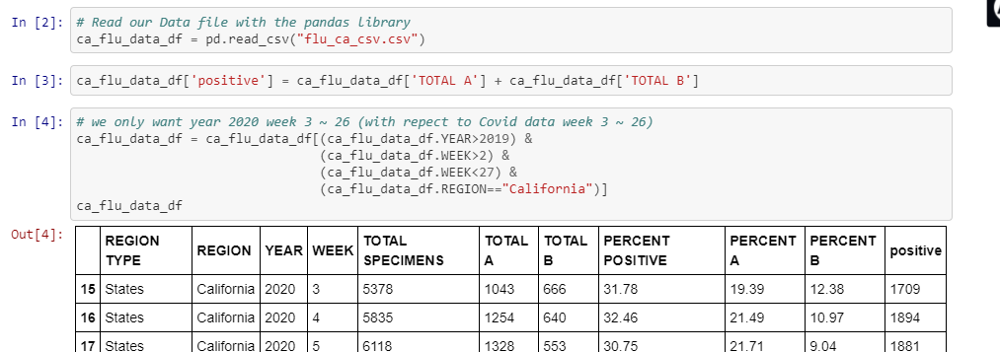 In [2]: # Read our Data file with the pandas library
ca_flu_data_df = pd.read_csv("flu_ca_csv.csv")
In [3]: ca_flu_data_df['positive'] = ca_flu_data_df['TOTAL A'] + ca_flu_data_df['TOTAL B']
In [4]: # we only want year 2020 week 3 ~ 26 (with repect to Covid data week 3 ~ 26)
ca_flu_data_df = ca_flu_data_df[(ca_flu_data_df.YEAR>2019) &
(ca_flu_data_df.WEEK>2) &
(ca_flu_data_df.WEEK<27) &
(ca_flu_data_df.REGION=="California")]
ca_flu_data_df
Out[4]:
REGION TYPE REGION YEAR WEEK TOTAL SPECIMENS TOTAL A TOTAL B PERCENT POSITIVE PERCENT A PERCENT B positive
15 States California 2020 3 5378 1043 666 31.78 19.39 12.38 1709
16 States California 2020 4 5835 1254 640 32.46 21.49 10.97 1894
17 States California 2020 5 6118 1328 553 30.75 21.71 9.04 1881